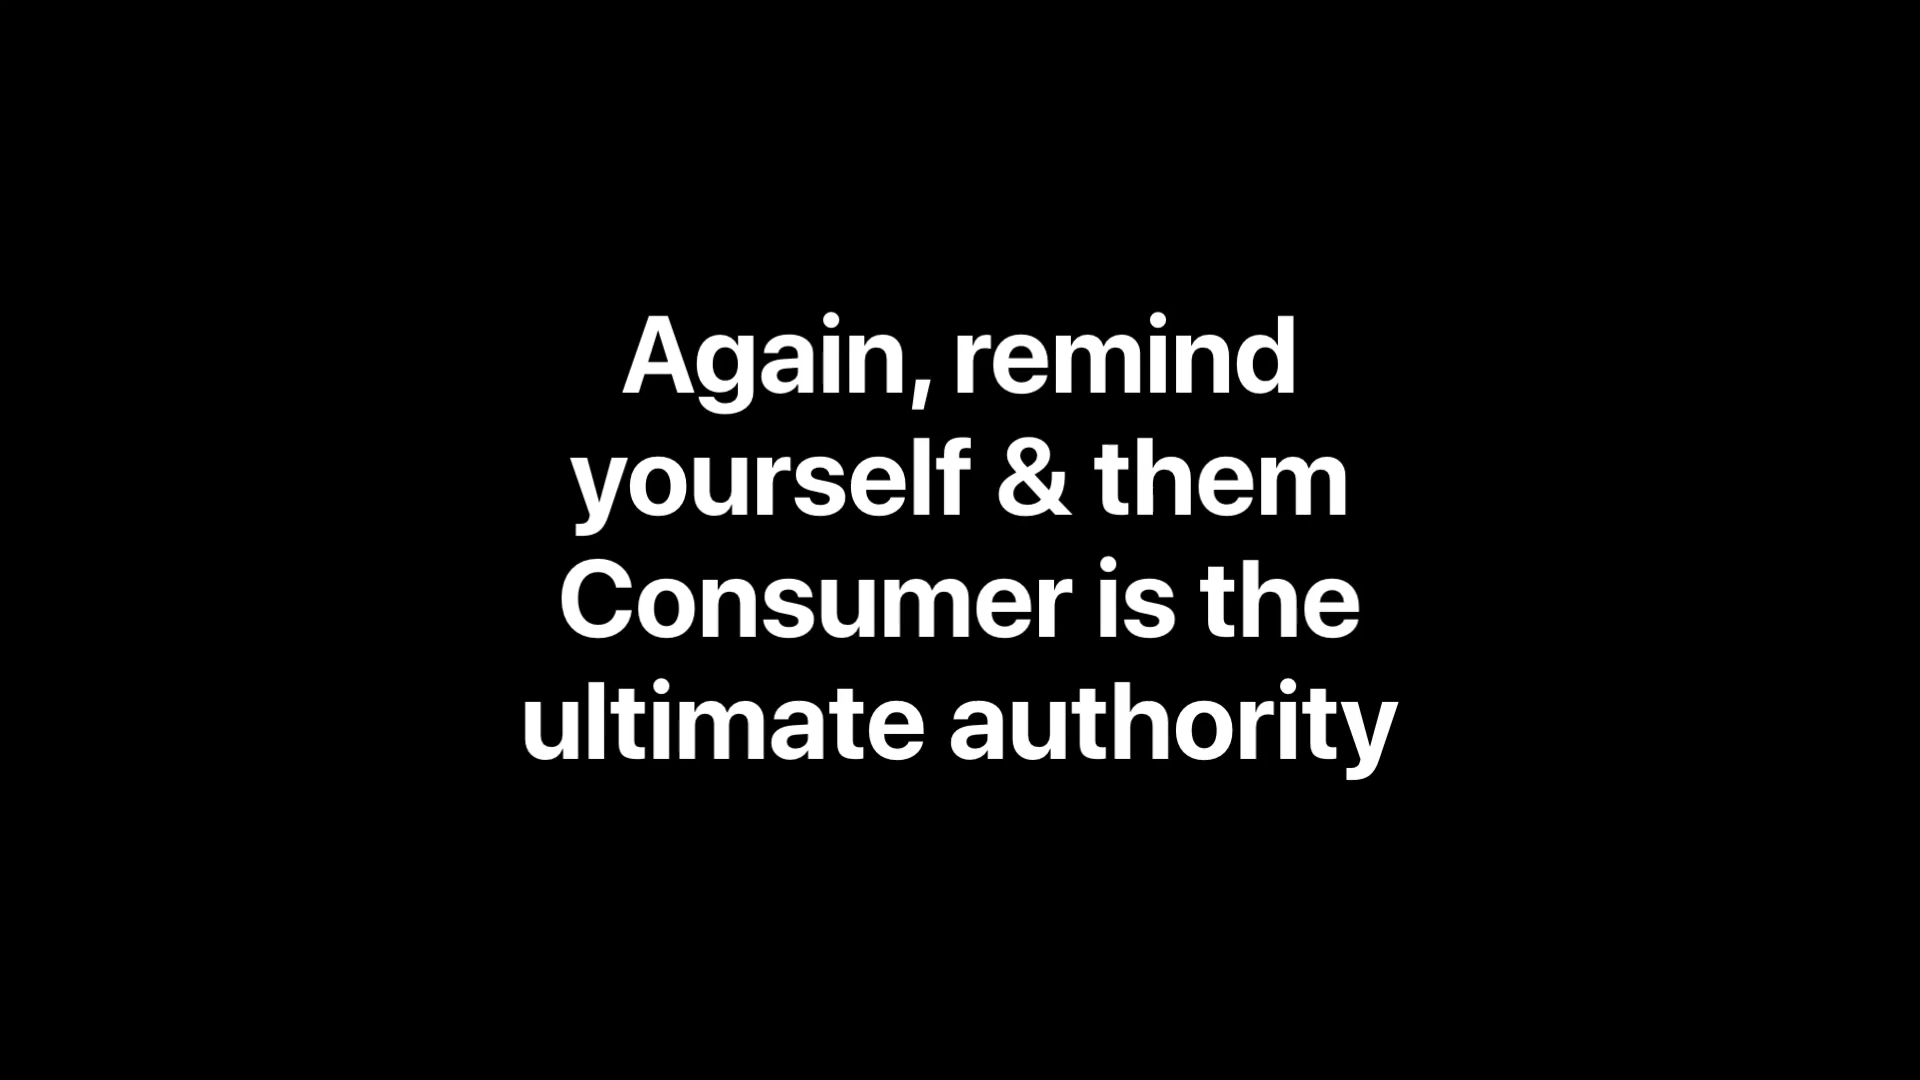 Again, remind
yourself & them
Consumer is the
ultimate authority